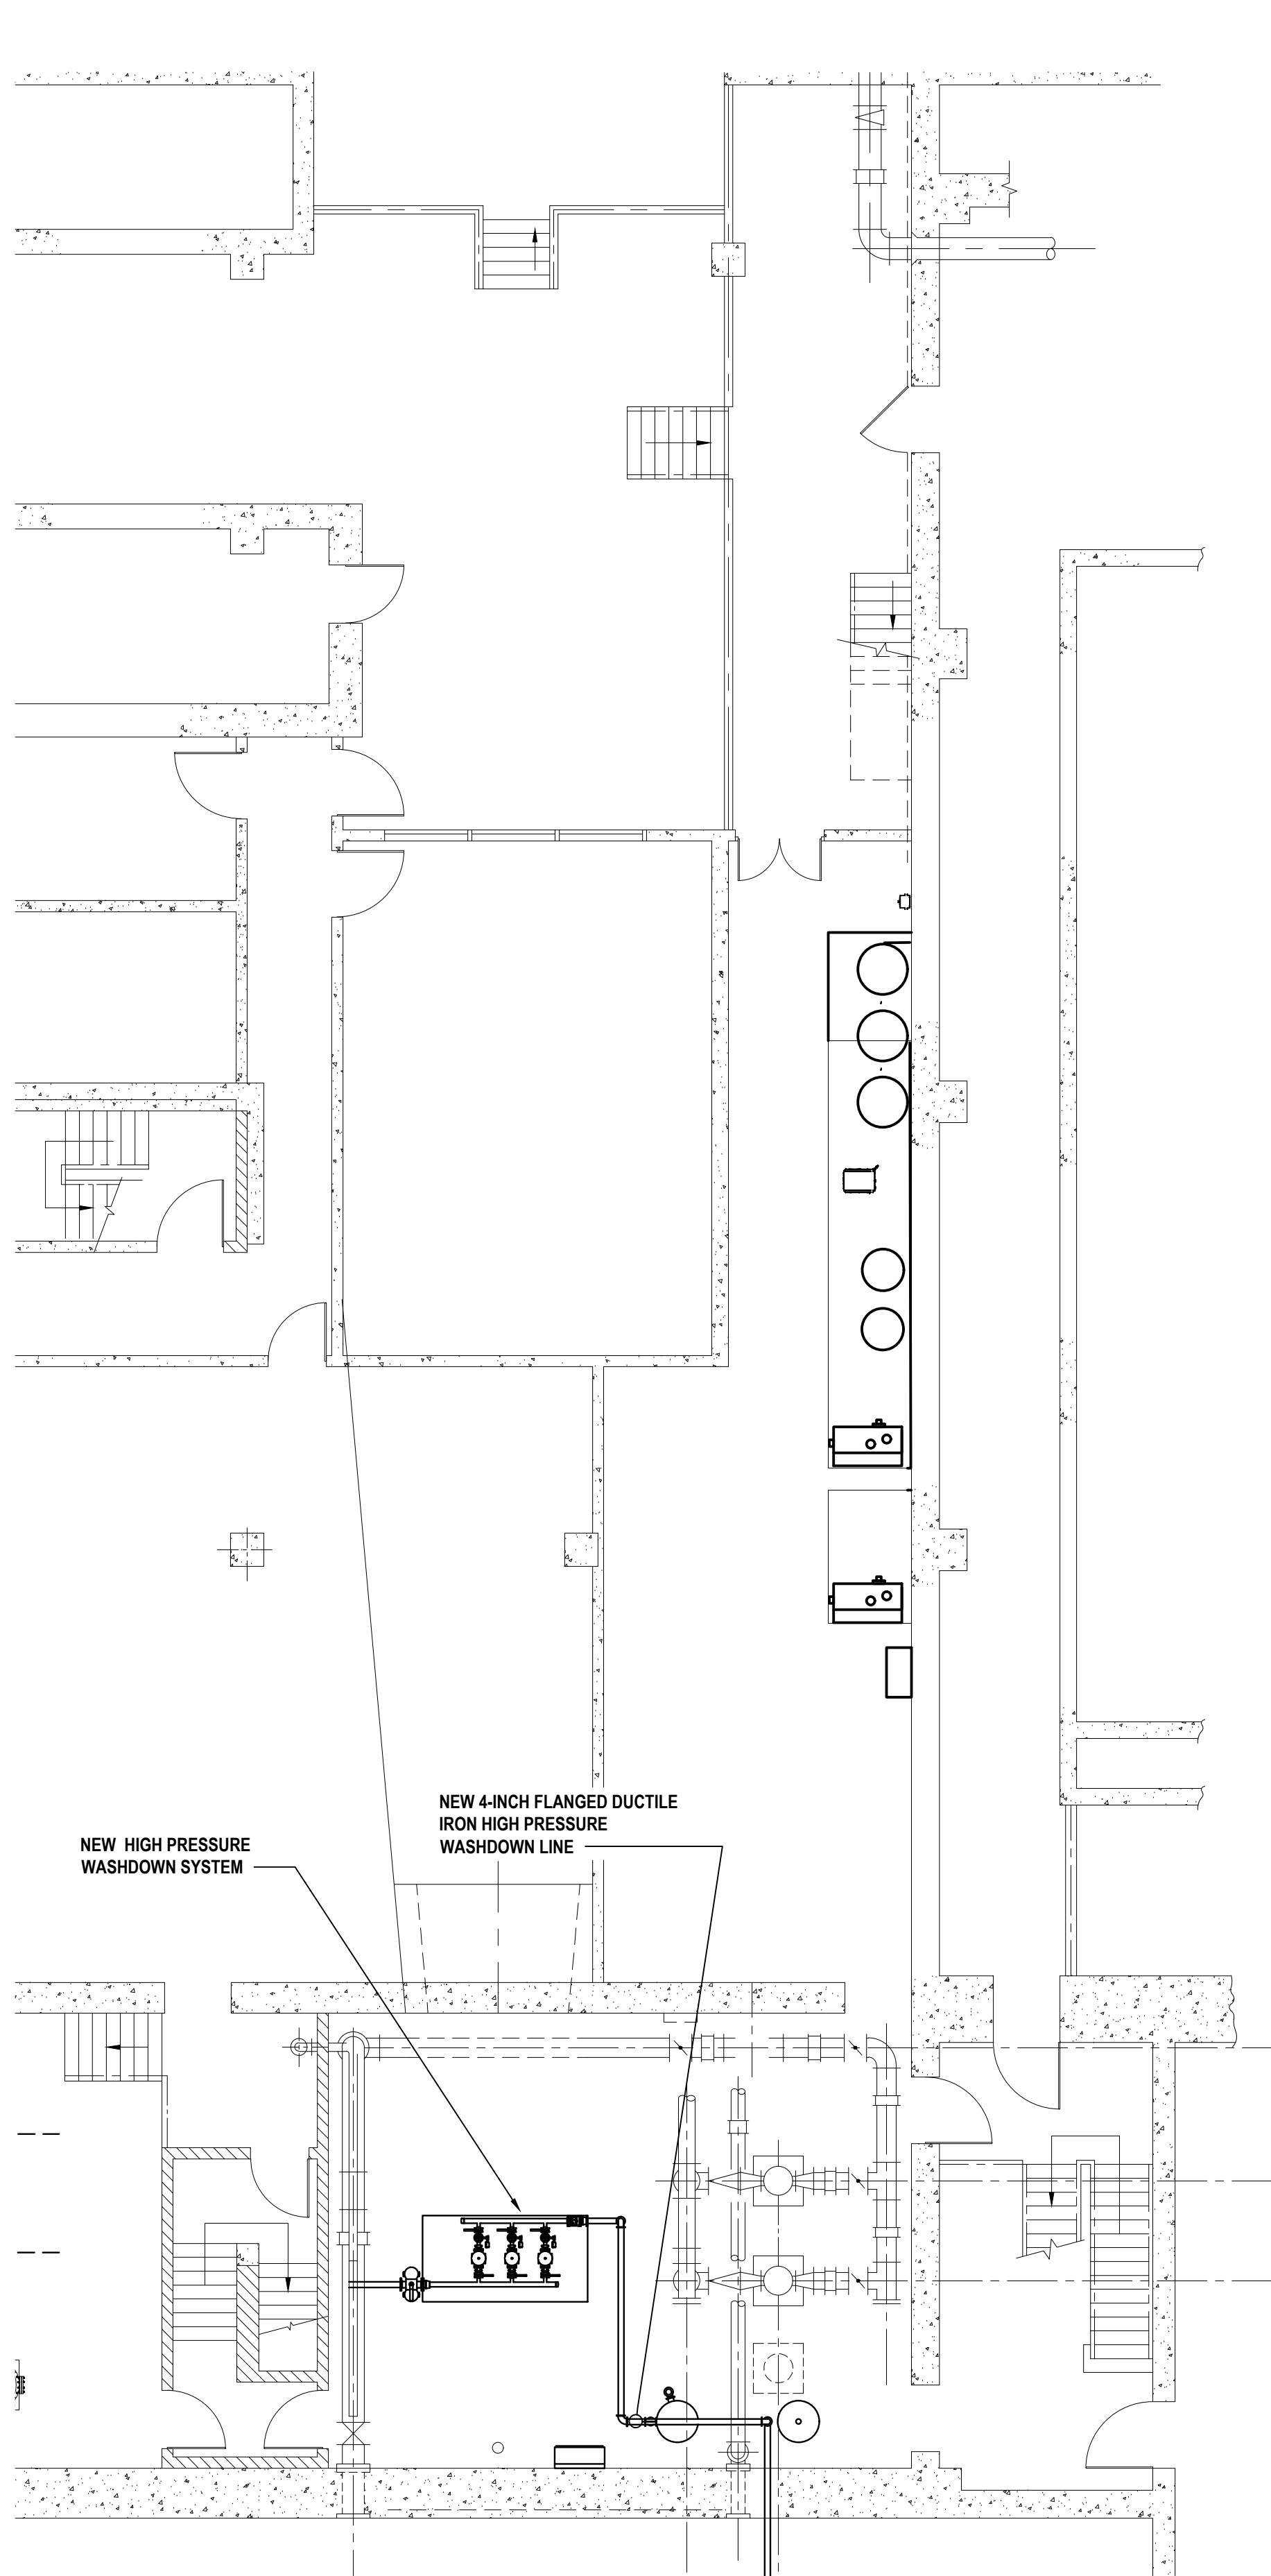 NEW 4-INCH FLANGED DUCTILE
IRON HIGH PRESSURE
WASHDOWN LINE
NEW HIGH PRESSURE
WASHDOWN SYSTEM